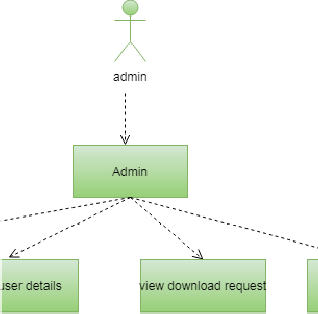 admin
Admin
user details
view download request